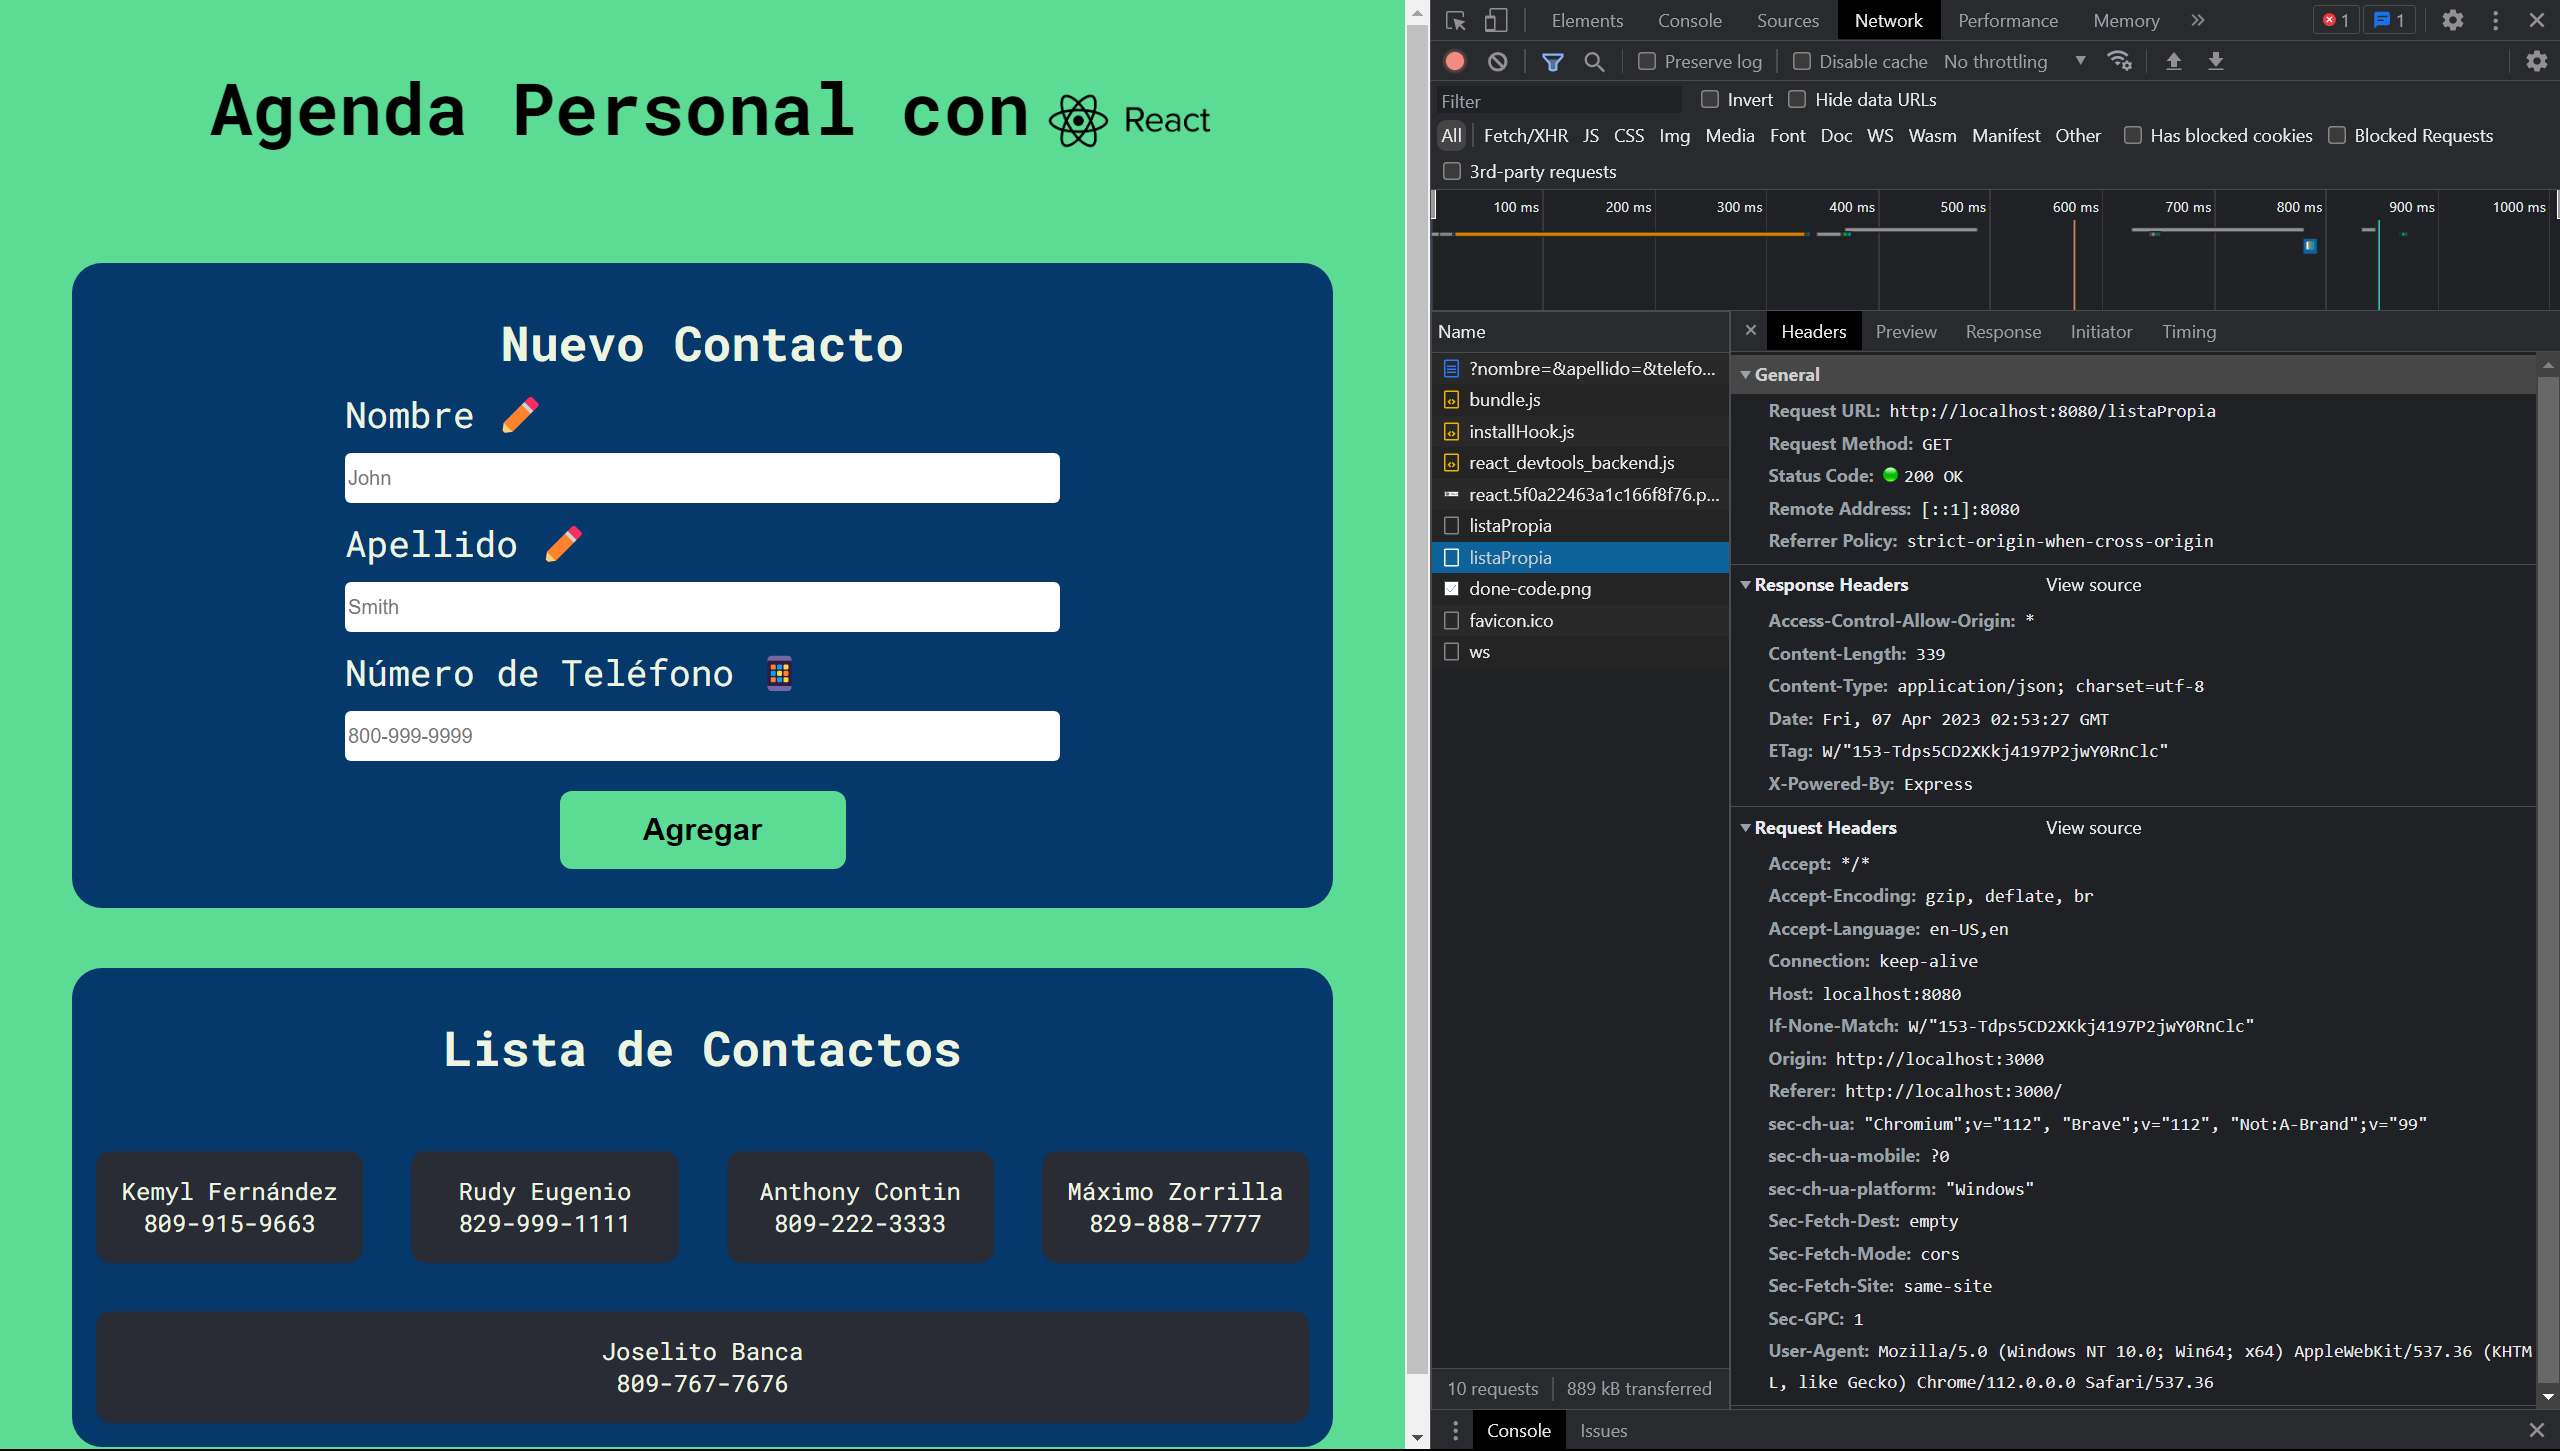 Agenda Personal con React
Nuevo Contacto
Nombre
John
Apellido
Smith
Número de Teléfono
800-999-9999
Agregar
Lista de Contactos
Kemyl Fernández
809-915-9663
Rudy Eugenio
829-999-1111
Anthony Contin
809-222-3333
Máximo Zorrilla
829-888-7777
Joselito Banca
809-767-7676
Elements Console Sources Network Performance Memory 1 1
Preserve log Disable cache No throttling
Filter Invert Hide data URLs
All Fetch/XHR JS CSS Img Media Font Doc WS Wasm Manifest Other Has blocked cookies Blocked Requests
3rd-party requests
100 ms 200 ms 300 ms 400 ms 500 ms 600 ms 700 ms 800 ms 900 ms 1000 ms
Name
?nombre=&apellido=&telefo...
bundle.js
installHook.js
react_devtools_backend.js
react.5f0a22463a1c166f8f76.p...
listaPropia
listaPropia
done-code.png
favicon.ico
ws
10 requests 889 kB transferred
Headers Preview Response Initiator Timing
General
Request URL: http://localhost:8080/listaPropia
Request Method: GET
Status Code: 200 OK
Remote Address: [::1]:8080
Referrer Policy: strict-origin-when-cross-origin
Response Headers View source
Access-Control-Allow-Origin: *
Content-Length: 339
Content-Type: application/json; charset=utf-8
Date: Fri, 07 Apr 2023 02:53:27 GMT
ETag: W/"153-Tdps5CD2XKkj4197P2jwY0RnClc"
X-Powered-By: Express
Request Headers View source
Accept: */*
Accept-Encoding: gzip, deflate, br
Accept-Language: en-US,en
Connection: keep-alive
Host: localhost:8080
If-None-Match: W/"153-Tdps5CD2XKkj4197P2jwY0RnClc"
Origin: http://localhost:3000
Referer: http://localhost:3000/
sec-ch-ua: "Chromium";v="112", "Brave";v="112", "Not:A-Brand";v="99"
sec-ch-ua-mobile: ?0
sec-ch-ua-platform: "Windows"
Sec-Fetch-Dest: empty
Sec-Fetch-Mode: cors
Sec-Fetch-Site: same-site
Sec-GPC: 1
User-Agent: Mozilla/5.0 (Windows NT 10.0; Win64; x64) AppleWebKit/537.36 (KHTM
L, like Gecko) Chrome/112.0.0.0 Safari/537.36
Console Issues